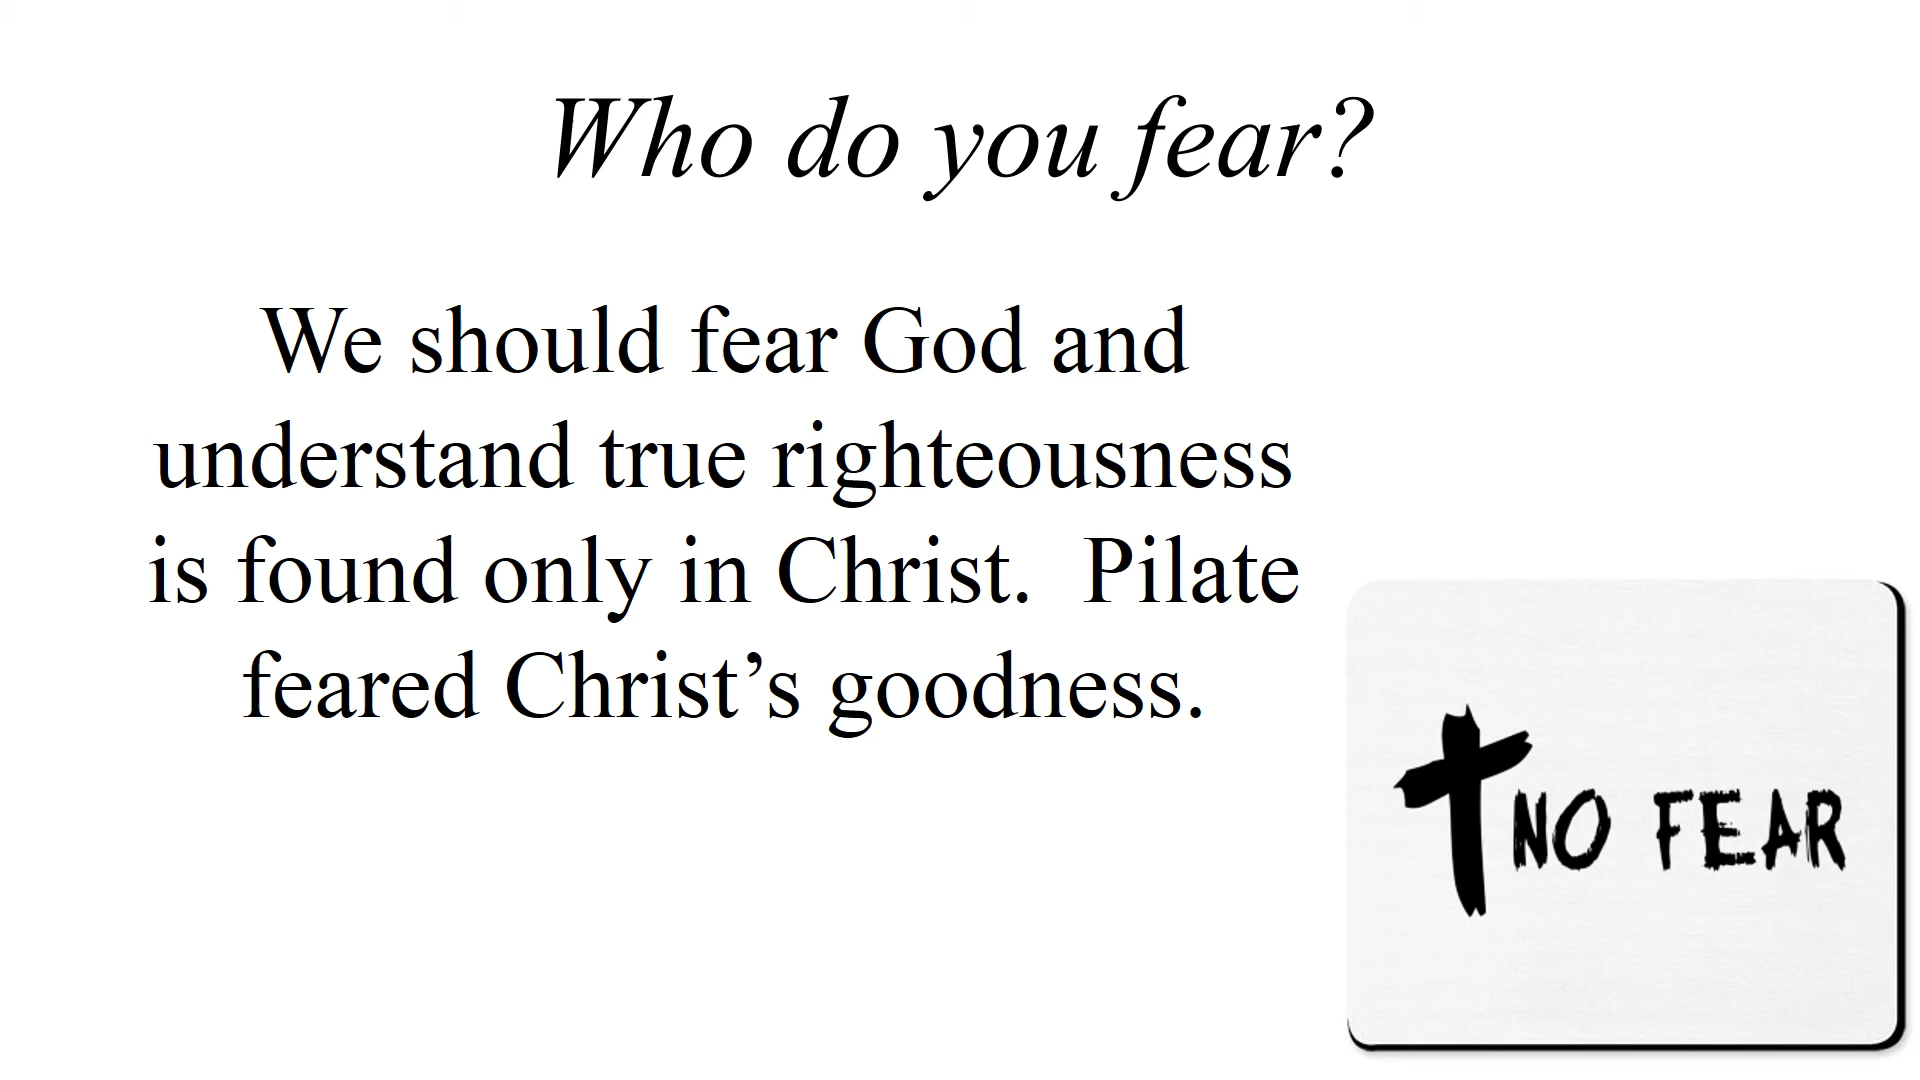 Who do you fear?
We should fear God and
understand true righteousness
is found only in Christ.  Pilate
feared Christ’s goodness.
NO FEAR